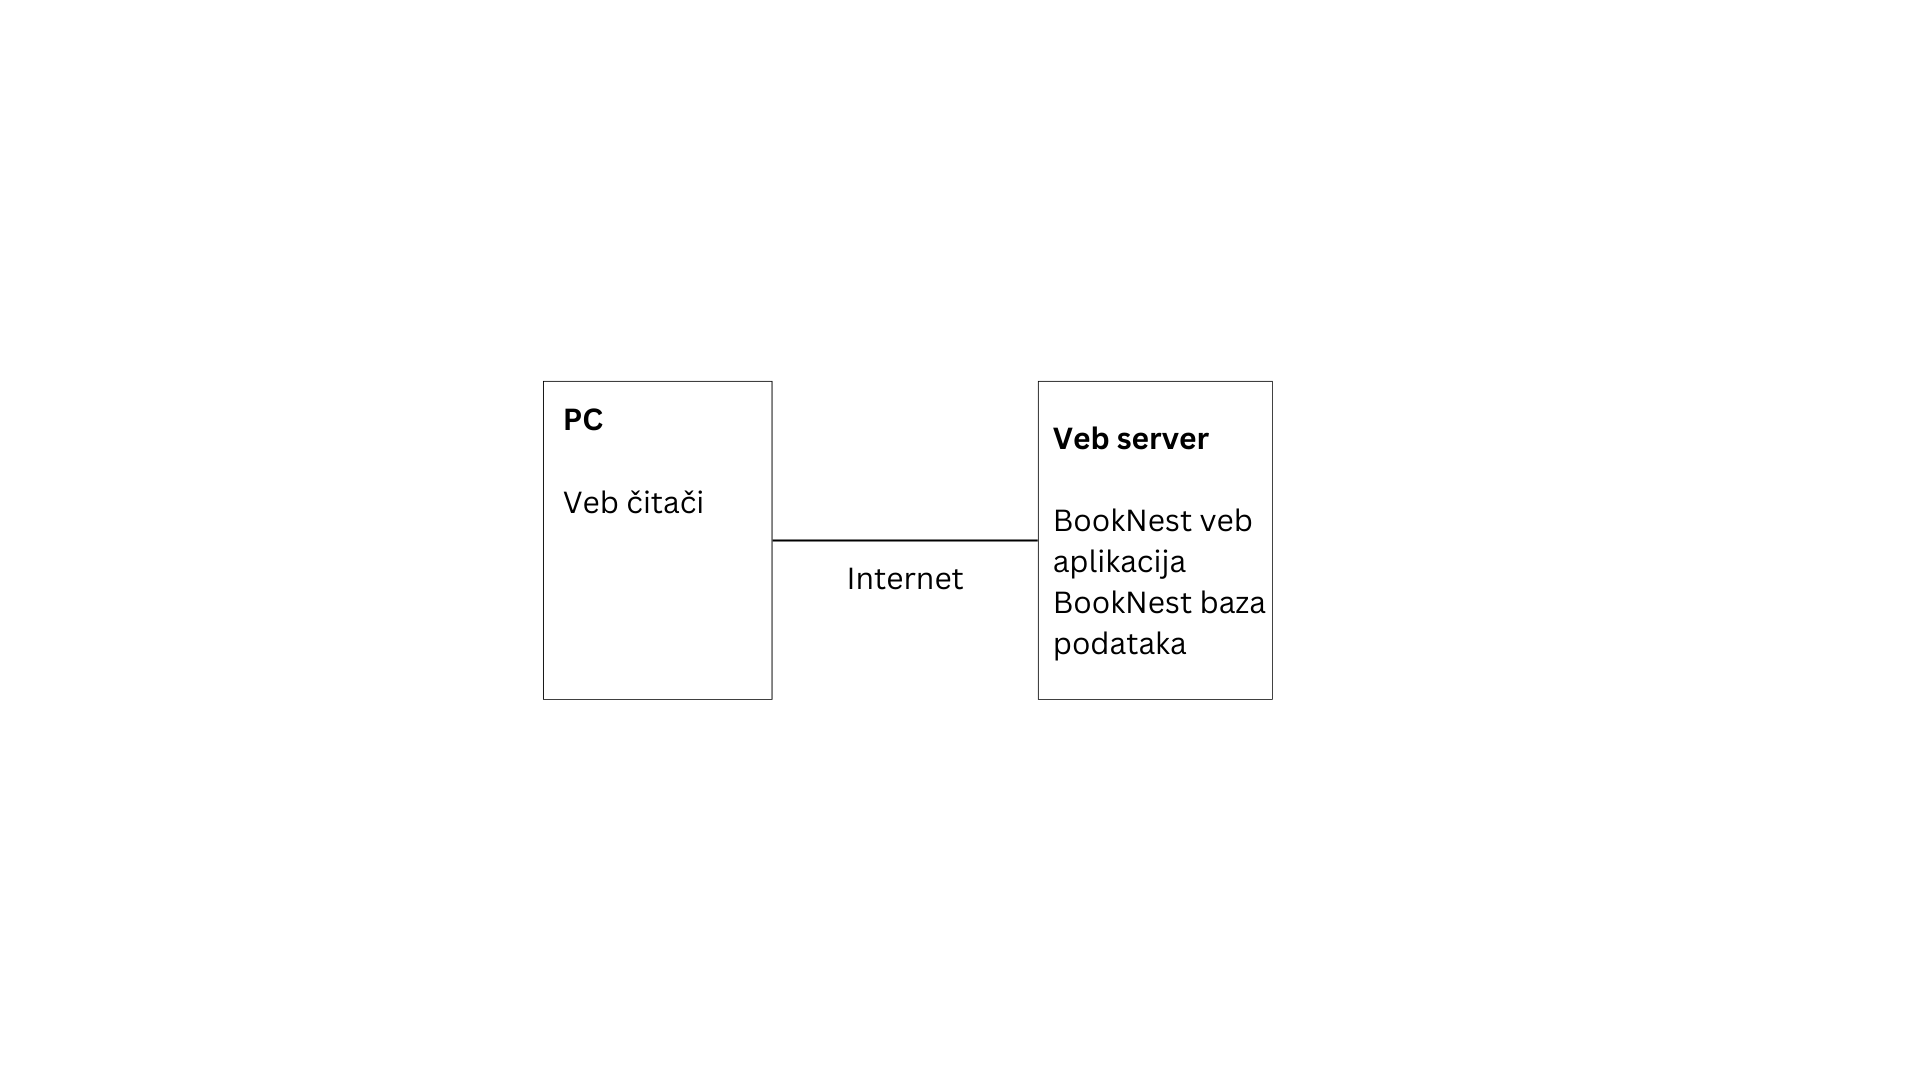 PC
Veb čitači
Internet
Veb server
BookNest veb
aplikacija
BookNest baza
podataka